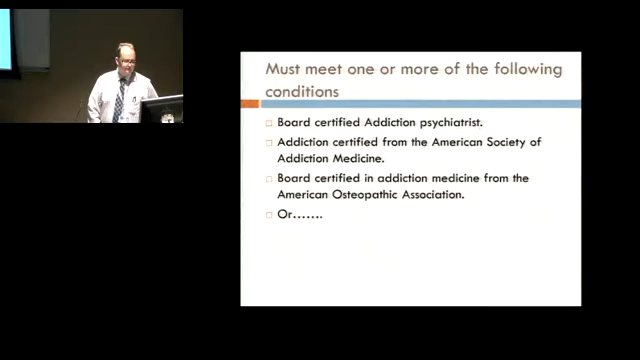 Must meet one or more of the following
conditions
Board certified Addiction psychiatrist.
Addiction certified from the American Society of
Addiction Medicine.
Board certified in addiction medicine from the
American Osteopathic Association.
Or.......